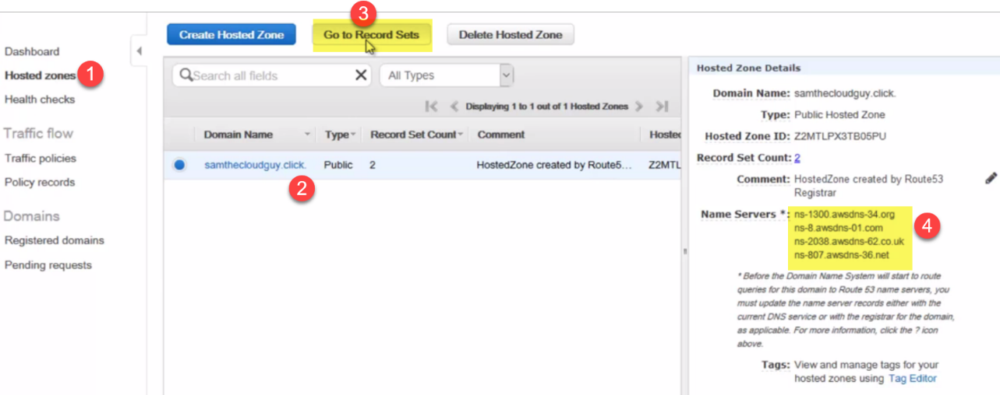 3
Create Hosted Zone
Go to Record Sets
Delete Hosted Zone
Dashboard
Hosted zones
1
Health checks
Traffic flow
Traffic policies
Policy records
Domains
Registered domains
Pending requests
Search all fields
All Types
Displaying 1 to 1 out of 1 Hosted Zones
Domain Name Type Record Set Count Comment Hosted
samthecloudguy.click. Public 2 HostedZone created by Route5... Z2MTL
2
Hosted Zone Details
Domain Name: samthecloudguy.click.
Type: Public Hosted Zone
Hosted Zone ID: Z2MTLPX3TB05PU
Record Set Count: 2
Comment: HostedZone created by Route53
Registrar
Name Servers *: ns-1300.awsdns-34.org
ns-8.awsdns-01.com
ns-2038.awsdns-62.co.uk
ns-807.awsdns-36.net
4
* Before the Domain Name System will start to route
queries for this domain to Route 53 name servers, you
must update the name server records either with the
current DNS service or with the registrar for the domain,
as applicable. For more information, click the ? icon
above.
Tags: View and manage tags for your
hosted zones using Tag Editor